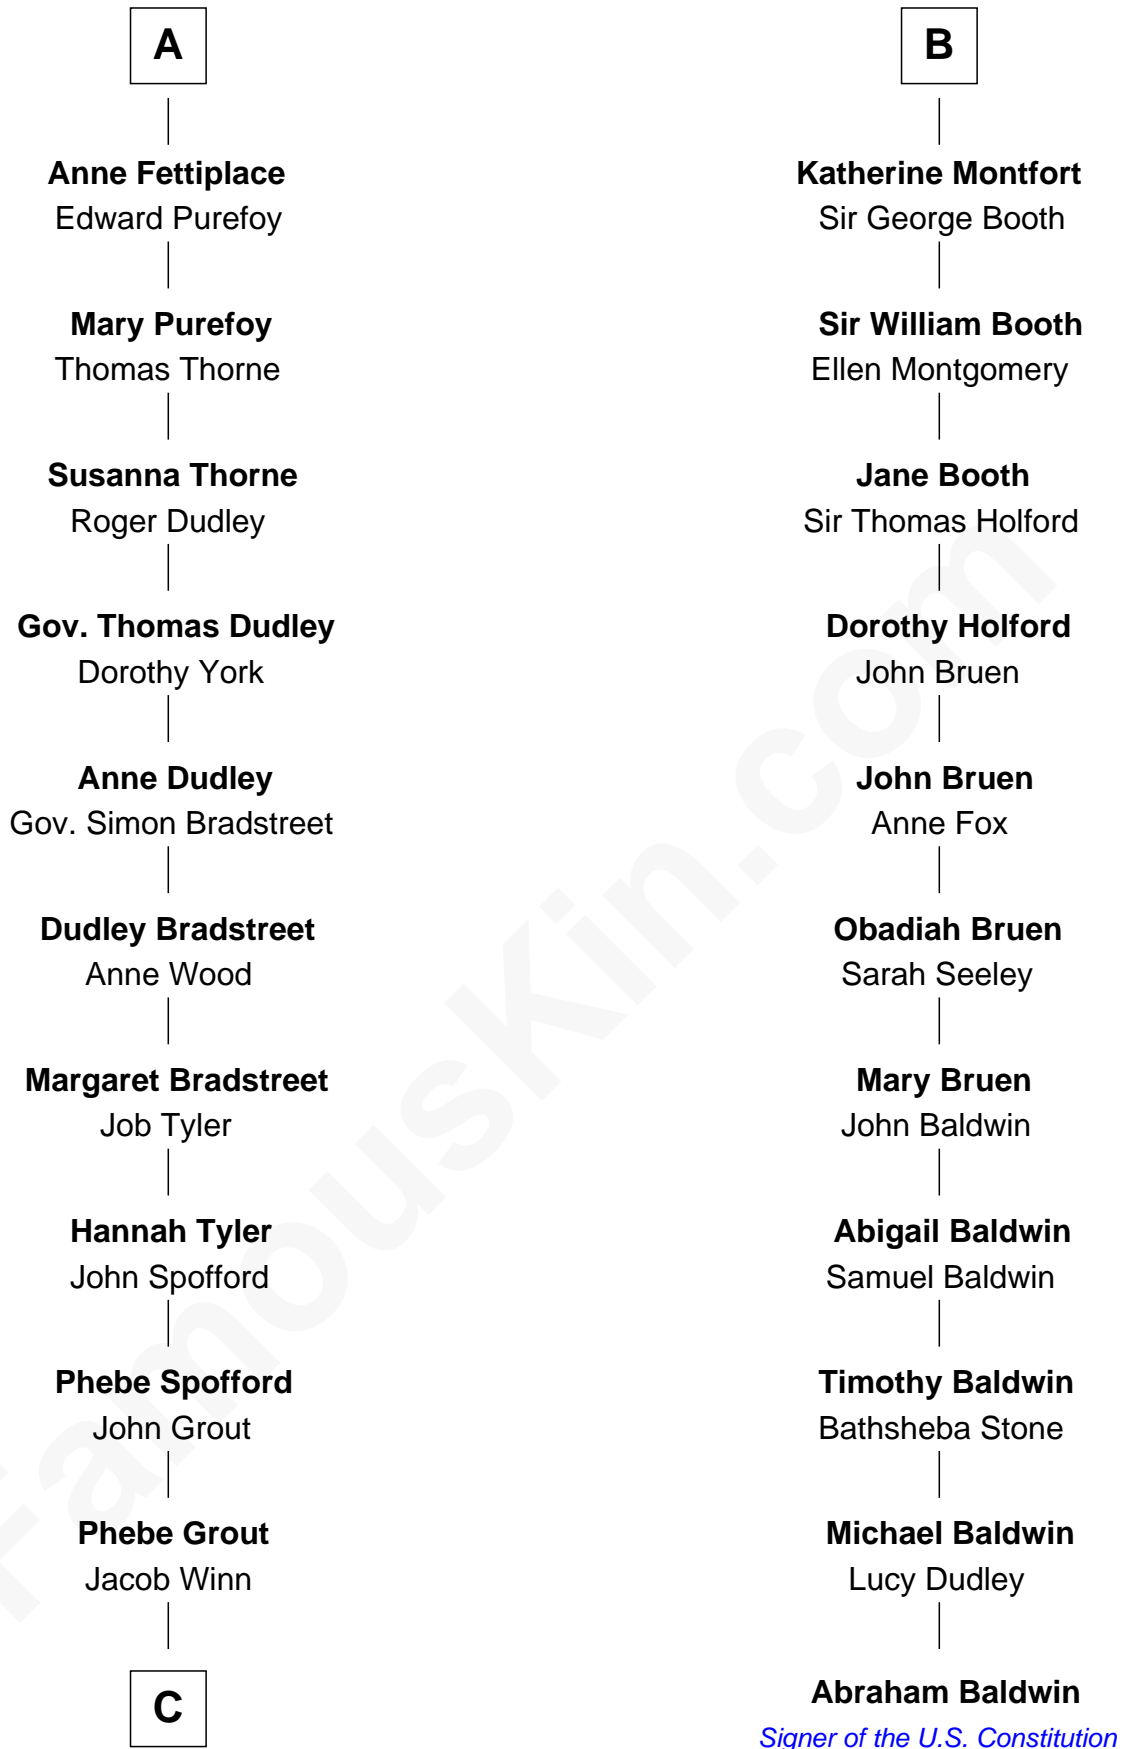 A
Anne Fettiplace
Edward Purefoy
Mary Purefoy
Thomas Thorne
Susanna Thorne
Roger Dudley
Gov. Thomas Dudley
Dorothy York
Anne Dudley
Gov. Simon Bradstreet
Dudley Bradstreet
Anne Wood
Margaret Bradstreet
Job Tyler
Hannah Tyler
John Spofford
Phebe Spofford
John Grout
Phebe Grout
Jacob Winn
C
B
Katherine Montfort
Sir George Booth
Sir William Booth
Ellen Montgomery
Jane Booth
Sir Thomas Holford
Dorothy Holford
John Bruen
John Bruen
Anne Fox
Obadiah Bruen
Sarah Seeley
Mary Bruen
John Baldwin
Abigail Baldwin
Samuel Baldwin
Timothy Baldwin
Bathsheba Stone
Michael Baldwin
Lucy Dudley
Abraham Baldwin
Signer of the U.S. Constitution
FamousKin.com